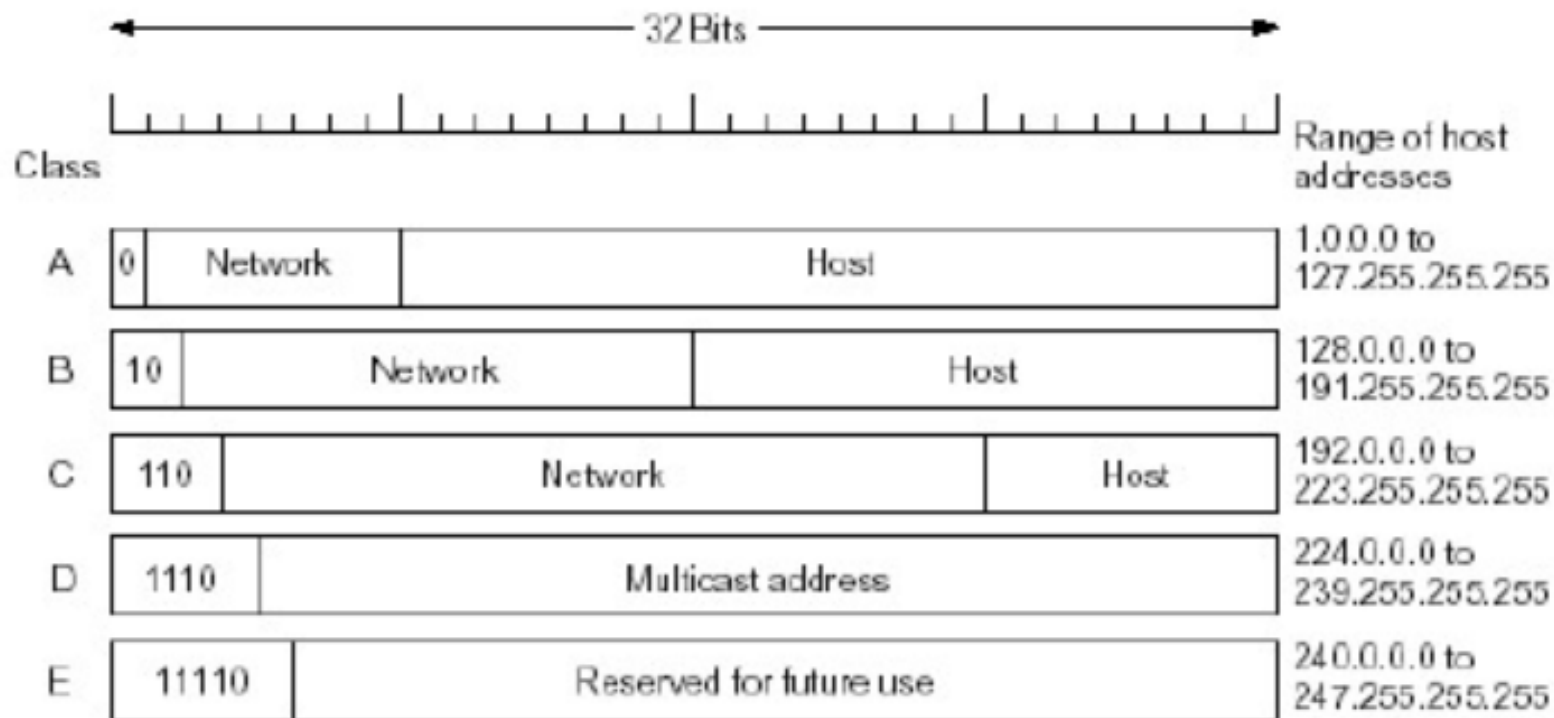 32 Bits
Class
Range of host
addresses
A
0
Network
Host
1.0.0.0 to
127.255.255.255
B
10
Network
Host
128.0.0.0 to
191.255.255.255
C
110
Network
Host
192.0.0.0 to
223.255.255.255
D
1110
Multicast address
224.0.0.0 to
239.255.255.255
E
11110
Reserved for future use
240.0.0.0 to
247.255.255.255